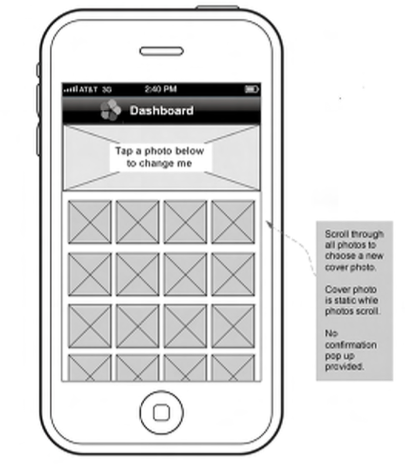 AT&T 3G 2:40 PM
Dashboard
Tap a photo below
to change me
Scroll through
all photos to
choose a new
cover photo.
Cover photo
is static whle
photos scroll.
No
confirmation
pop up
provided.